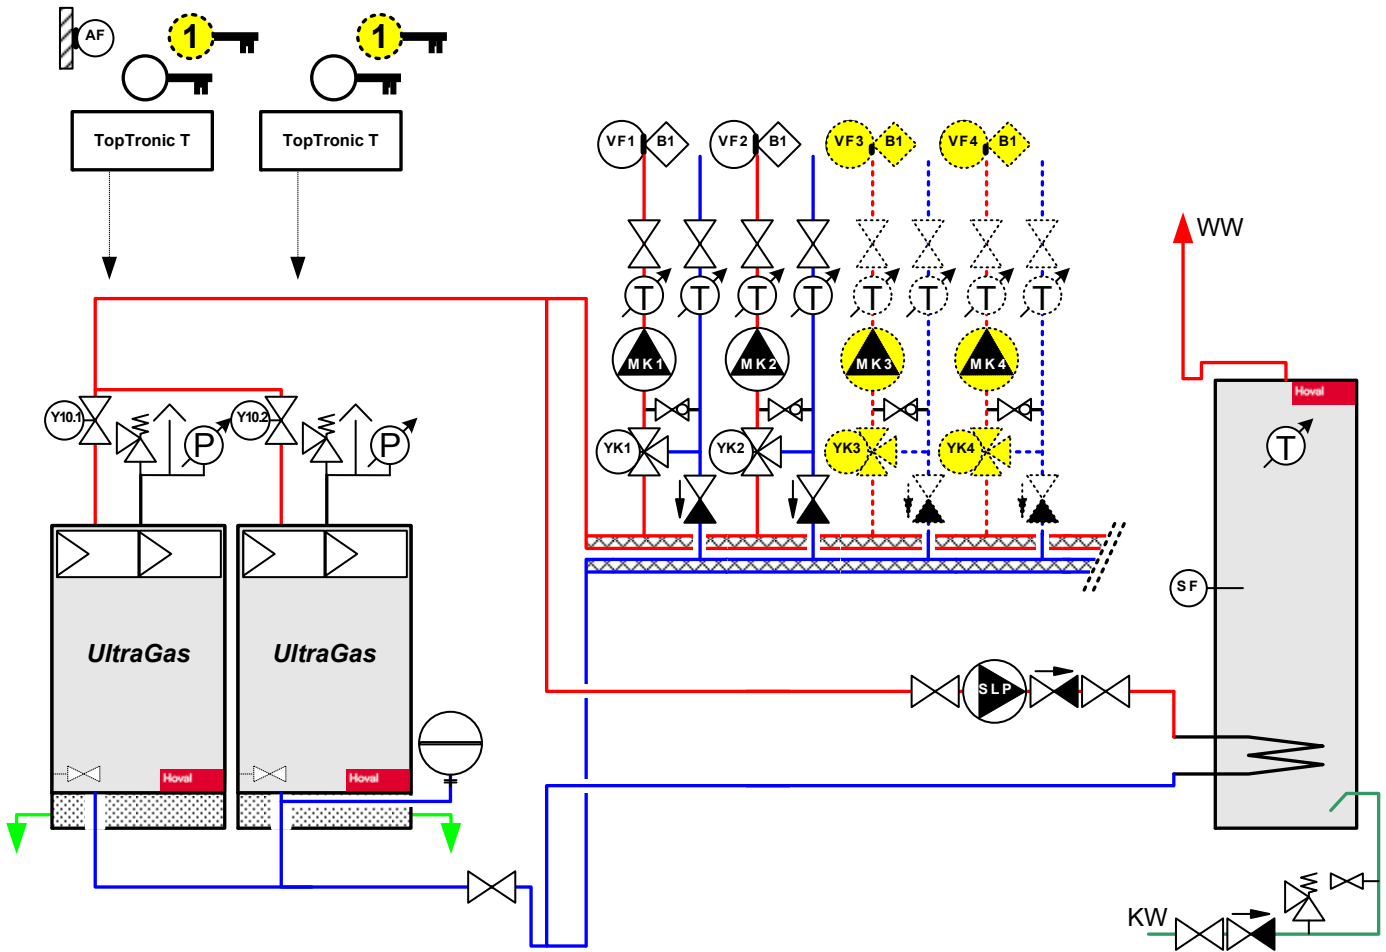 AF
1
1
TopTronic T
TopTronic T
VF1
B1
VF2
B1
VF3
B1
VF4
B1
WW
T
T
T
T
T
T
T
T
MK1
MK2
MK3
MK4
Hoval
Y10.1
P
Y10.2
P
YK1
YK2
YK3
YK4
T
SF
UltraGas
UltraGas
SLP
Hoval
Hoval
KW